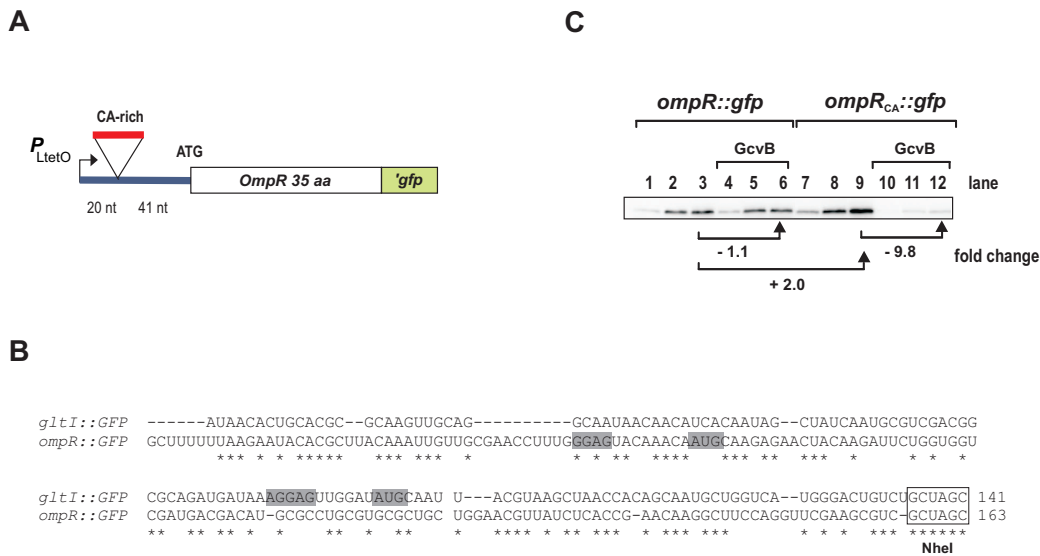 A
CA-rich
P LtetO
ATG
OmpR 35 aa
'gfp
20 nt
41 nt
C
ompR::gfp ompR CA::gfp
GcvB GcvB
1 2 3 4 5 6 7 8 9 10 11 12 lane
- 1.1 - 9.8 fold change
+ 2.0
B
gltI::GFP ------AUAACACUGCACGC--GCAAGUUGCAG----------GCAAUAACAACAUCACAAUAG--CUAUCAAUGCGUCGACGG
ompR::GFP GCUUUUUUAAGAAUACACGCUUACAAAUUGUUGCGAACCUUUGGGAGUACAAACAAUGCAAGAGAACUACAAGAUUCUGGUGGU
gltI::GFP CGCAGAUGAUAAAGGAGUUGGAUAUGCAAU U---ACGUAAGCUAACCACAGCAAUGCUGGUCA--UGGGACUGUCUGCUAGC 141
ompR::GFP CGAUGACGACAU-GCGCCUGCGUGCGCUGC UGGAACGUUAUCUCACCG-AACAAGGCUUCCAGGUUCGAAGCGUC-GCUAGC 163
NheI